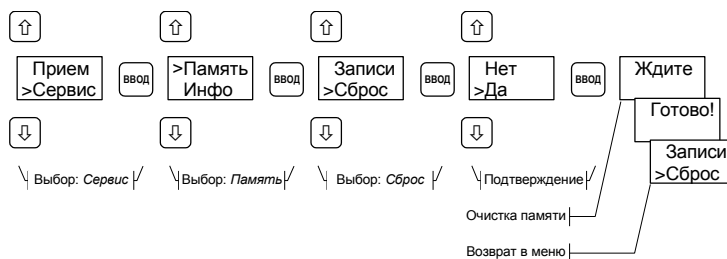 Прием
>Сервис
ввод
>Память
Инфо
ввод
Записи
>Сброс
ввод
Нет
>Да
ввод
Ждите
Готово!
Записи
>Сброс
Выбор: Сервис
Выбор: Память
Выбор: Сброс
Подтверждение
Очистка памяти
Возврат в меню